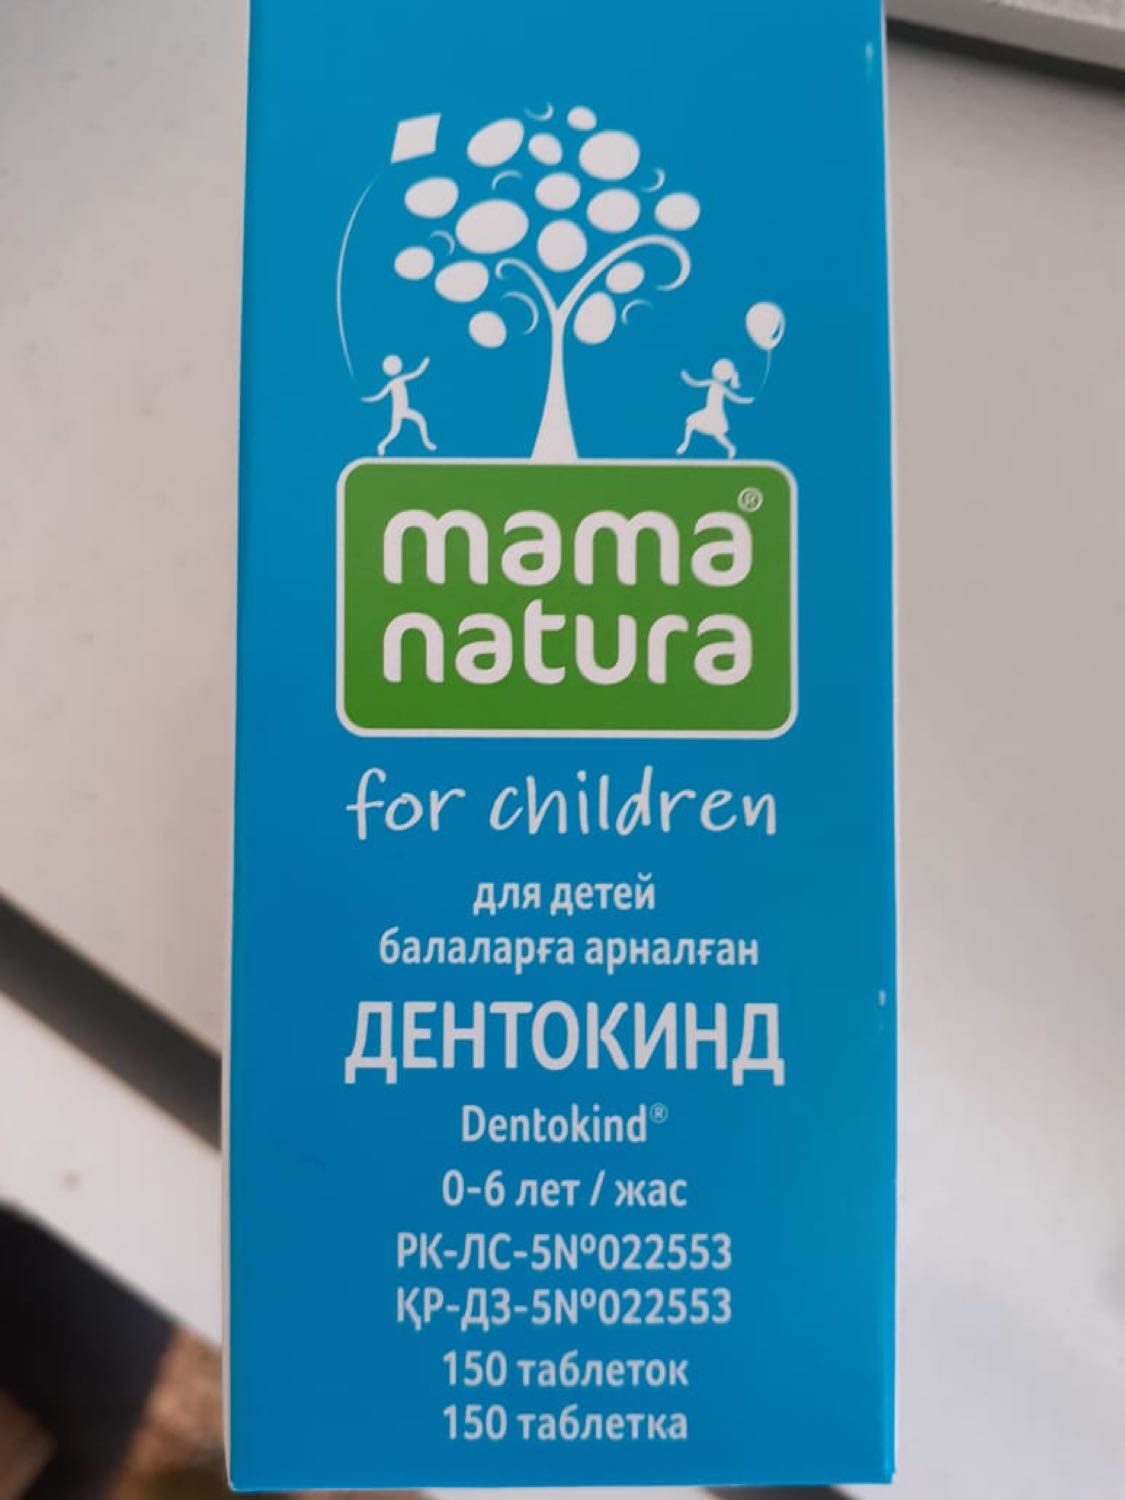 mama®
natura
for children
для детей
балаларға арналған
ДЕНТОКИНД
Dentokind®
0-6 лет / жас
РК-ЛС-5№022553
ҚР-ДЗ-5№022553
150 таблеток
150 таблетка